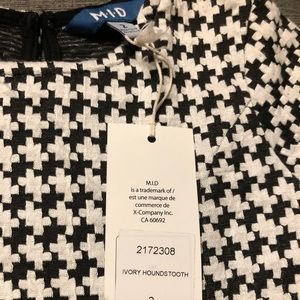 M.I.D
M.I.D
is a trademark of /
est une marque de
commerce de
X-Company Inc.
CA 60692
2172308
IVORY HOUNDSTOOTH